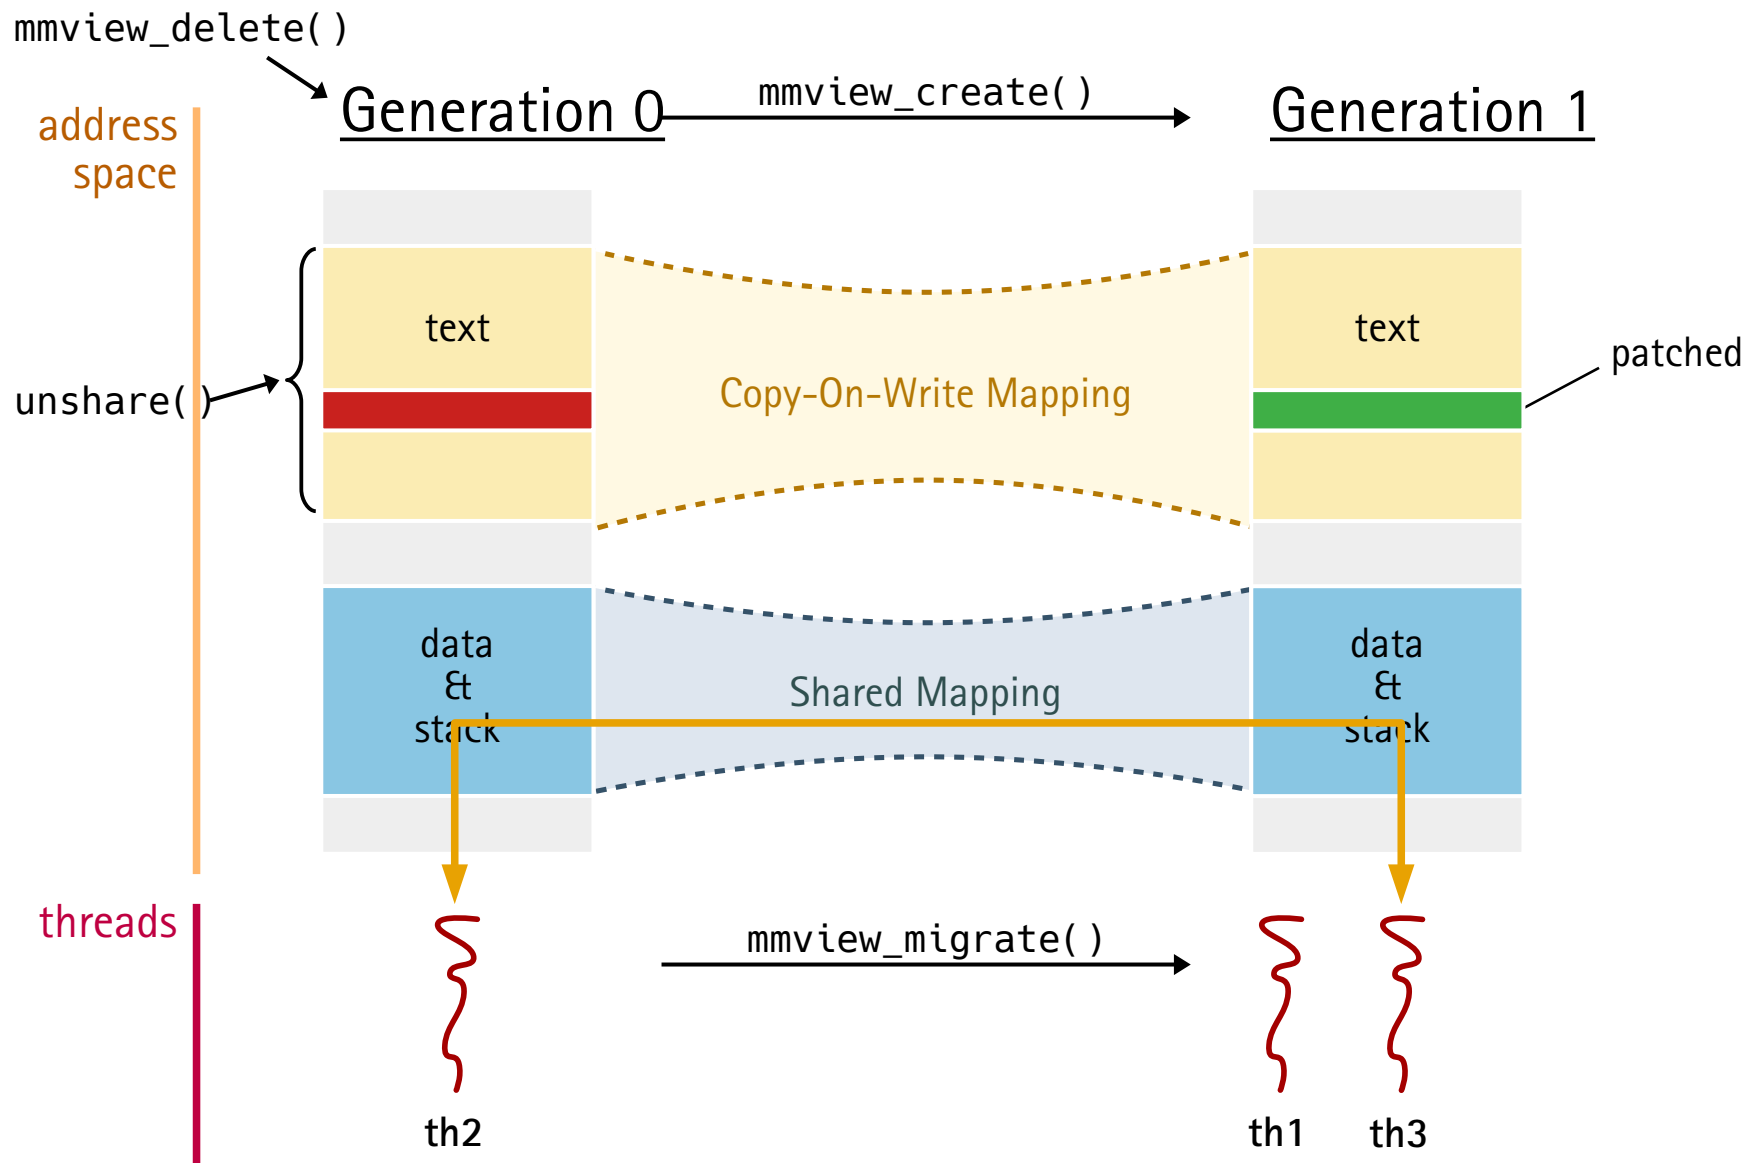 mmview_delete()
Generation 0
mmview_create()
Generation 1
address
space
text
text
patched
Copy-On-Write Mapping
unshare()
data
&
stack
Shared Mapping
data
&
stack
threads
mmview_migrate()
th2
th1
th3